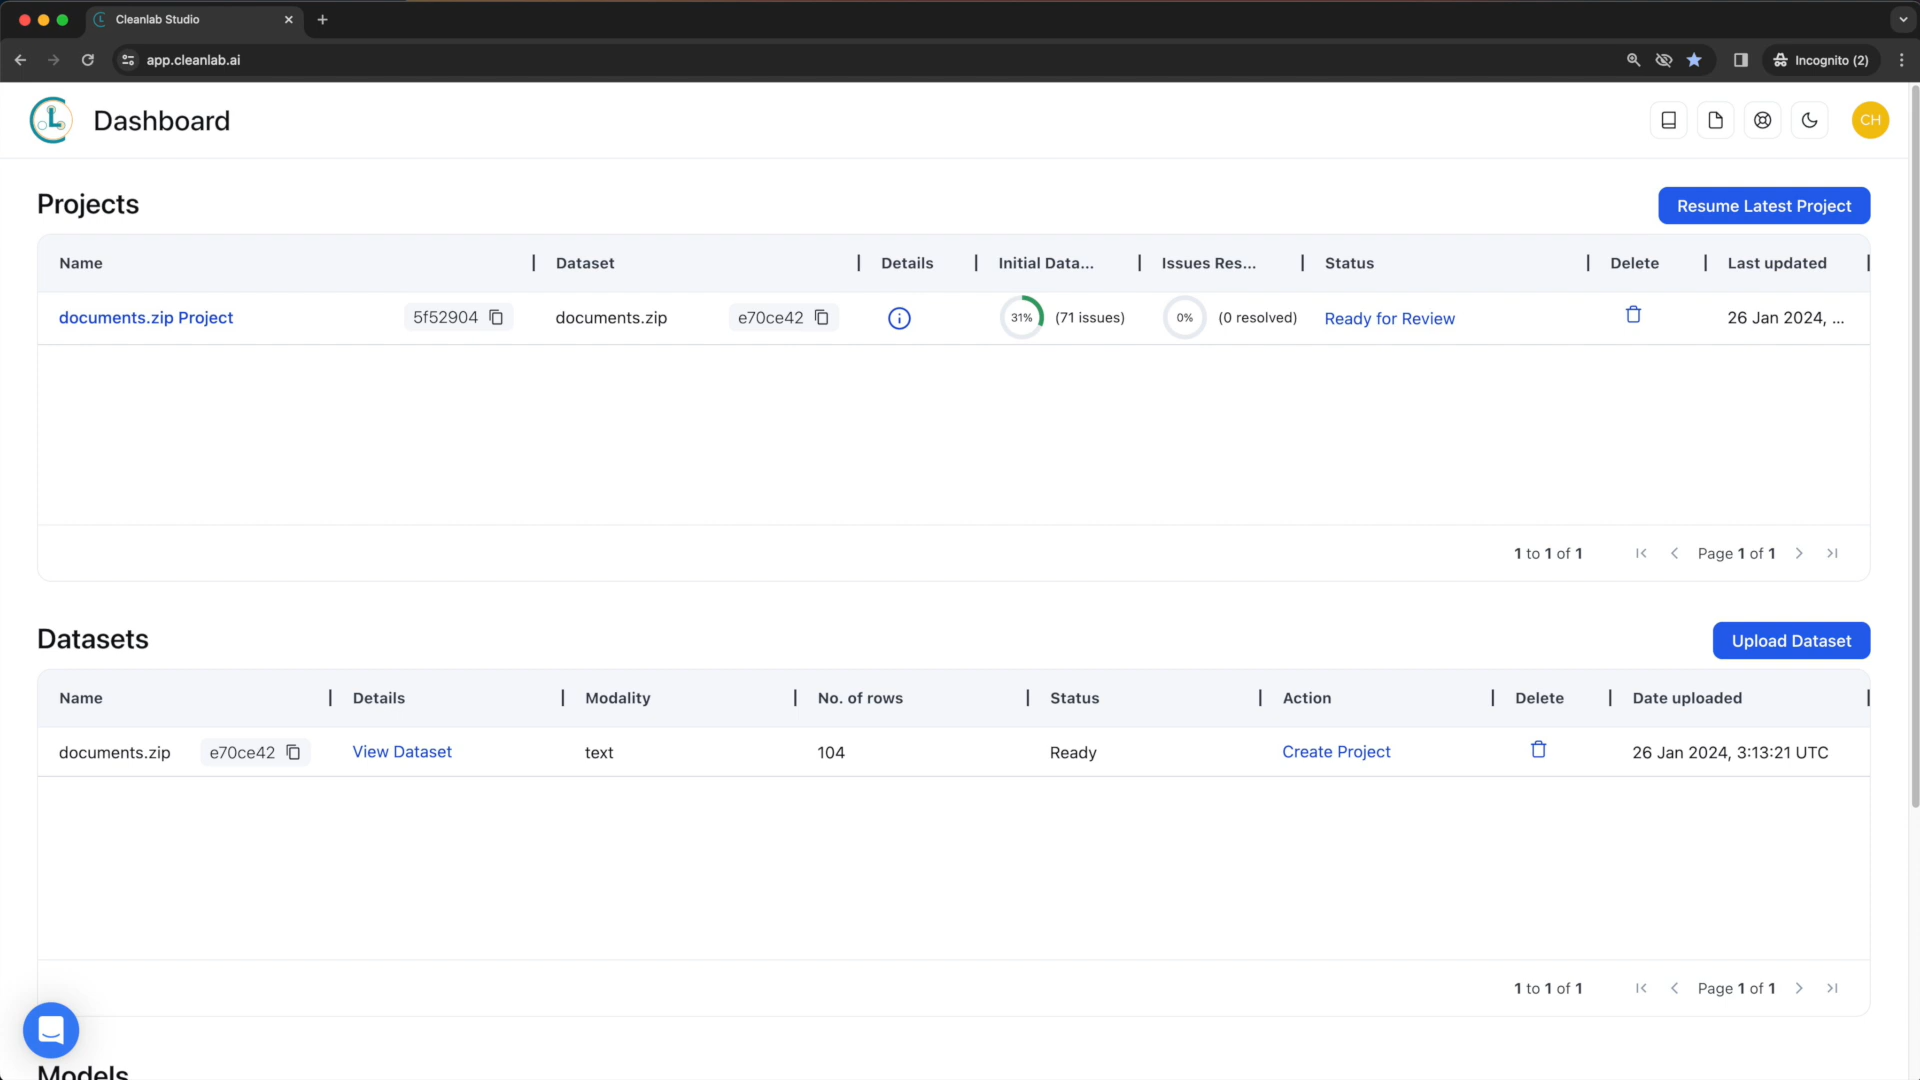 Cleanlab Studio
app.cleanlab.ai
Incognito (2)
Dashboard
CH
Projects
Resume Latest Project
Name Dataset Details Initial Data... Issues Res... Status Delete Last updated
documents.zip Project 5f52904 documents.zip e70ce42 31% (71 issues) 0% (0 resolved) Ready for Review 26 Jan 2024, ...
1 to 1 of 1 Page 1 of 1
Datasets
Upload Dataset
Name Details Modality No. of rows Status Action Delete Date uploaded
documents.zip e70ce42 View Dataset text 104 Ready Create Project 26 Jan 2024, 3:13:21 UTC
1 to 1 of 1 Page 1 of 1
Models